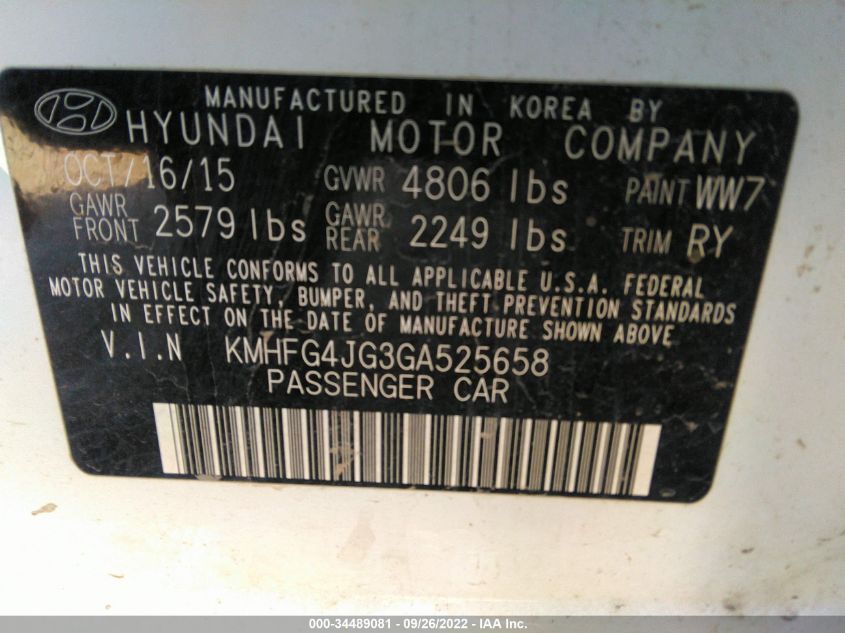 MANUFACTURED IN KOREA BY
HYUNDAI MOTOR COMPANY
OCT/16/15 GVWR 4806 lbs PAINT WW7
GAWR FRONT 2579 lbs GAWR REAR 2249 lbs TRIM RY
THIS VEHICLE CONFORMS TO ALL APPLICABLE U.S.A. FEDERAL
MOTOR VEHICLE SAFETY, BUMPER, AND THEFT PREVENTION STANDARDS
IN EFFECT ON THE DATE OF MANUFACTURE SHOWN ABOVE
V.I.N KMHFG4JG3GA525658
PASSENGER CAR
000-34489081 - 09/26/2022 - IAA Inc.